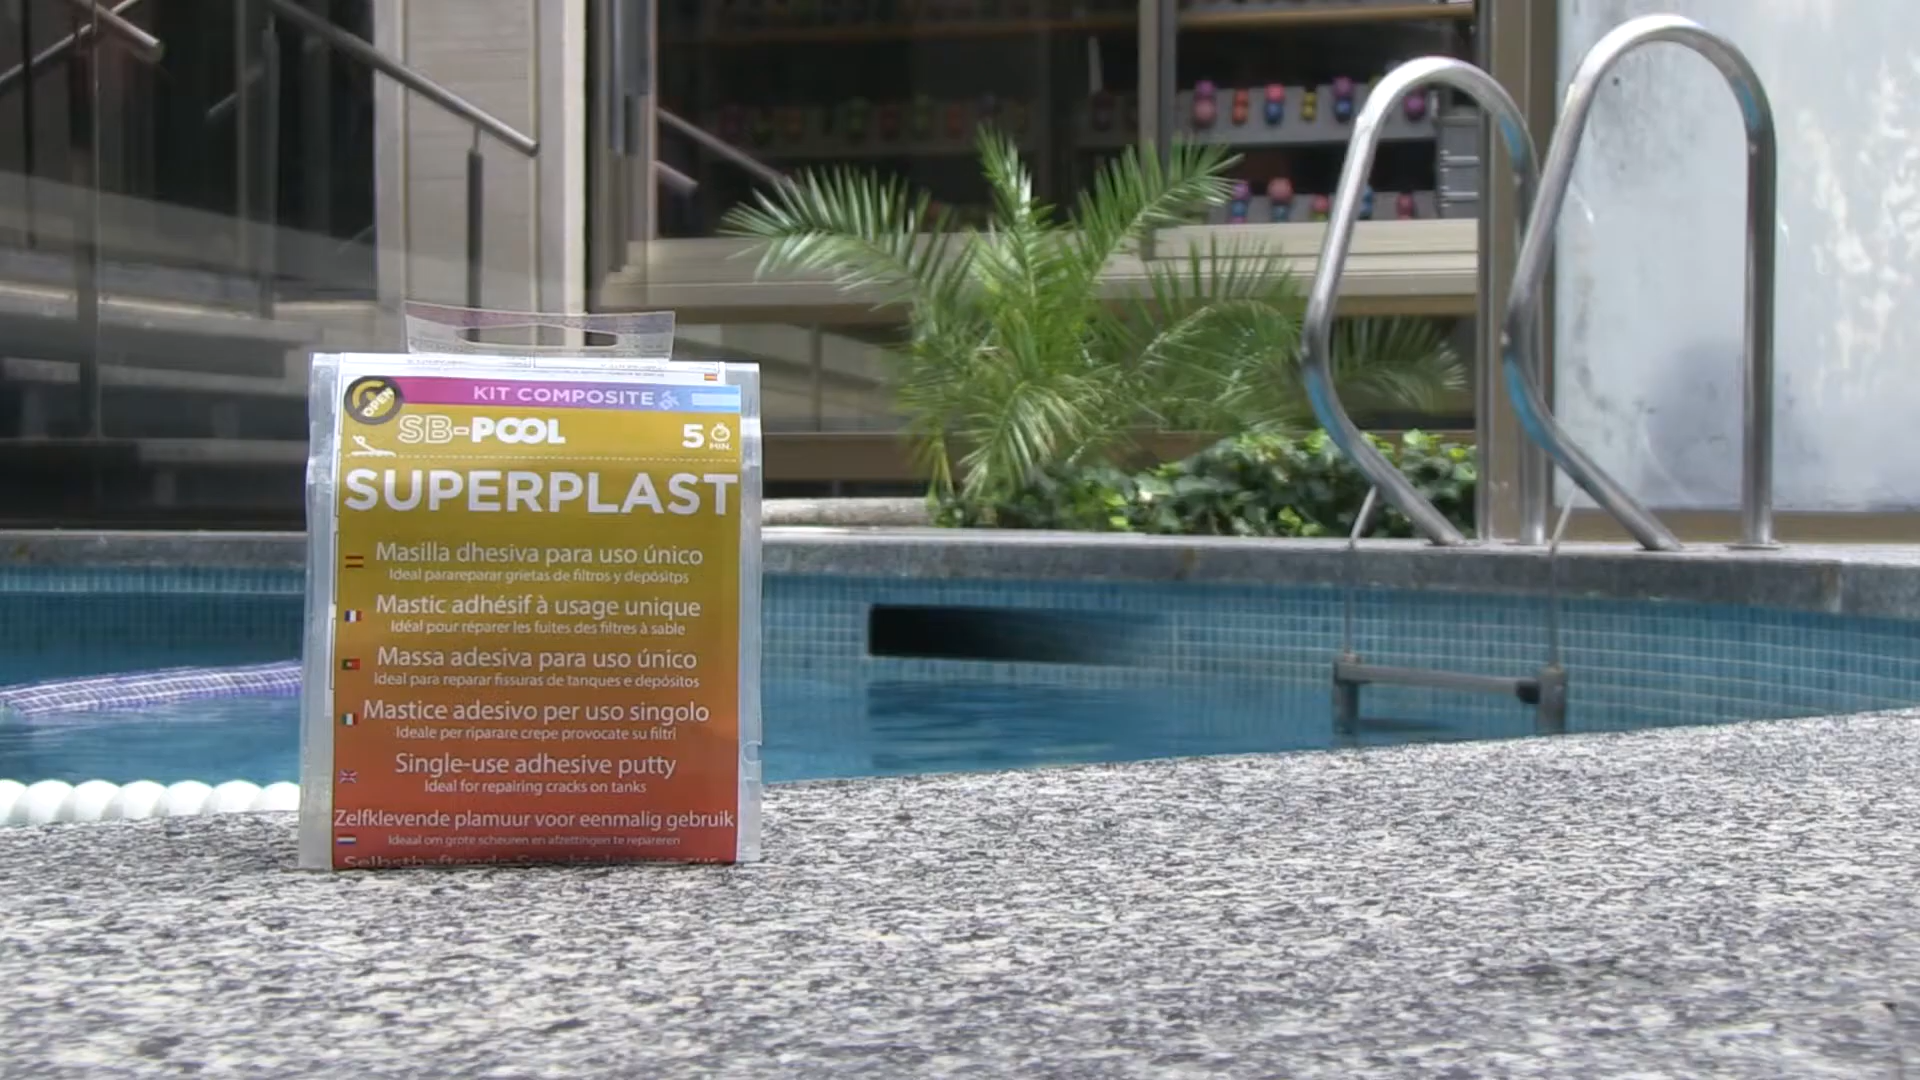 KIT COMPOSITE
OPEN
SB-POOL
5 MIN.
SUPERPLAST
Masilla dhesiva para uso único
Ideal parareparar grietas de filtros y depósitps
Mastic adhésif à usage unique
Idéal pour réparer les fuites des filtres à sable
Massa adesiva para uso único
Ideal para reparar fissuras de tanques e depósitos
Mastice adesivo per uso singolo
Ideale per riparare crepe provocate su filtri
Single-use adhesive putty
Ideal for repairing cracks on tanks
Zelfklevende plamuur voor eenmalig gebruik
Ideaal om grote scheuren en afzettingen te repareren